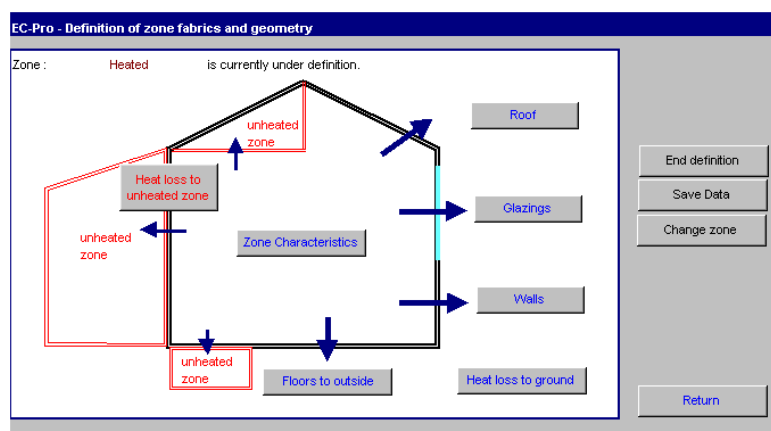 EC-Pro - Definition of zone fabrics and geometry
Zone : Heated is currently under definition.
unheated
zone
Roof
Heat loss to
unheated zone
End definition
Save Data
Glazings
Change zone
unheated
zone
Zone Characteristics
Walls
unheated
zone
Floors to outside
Heat loss to ground
Return